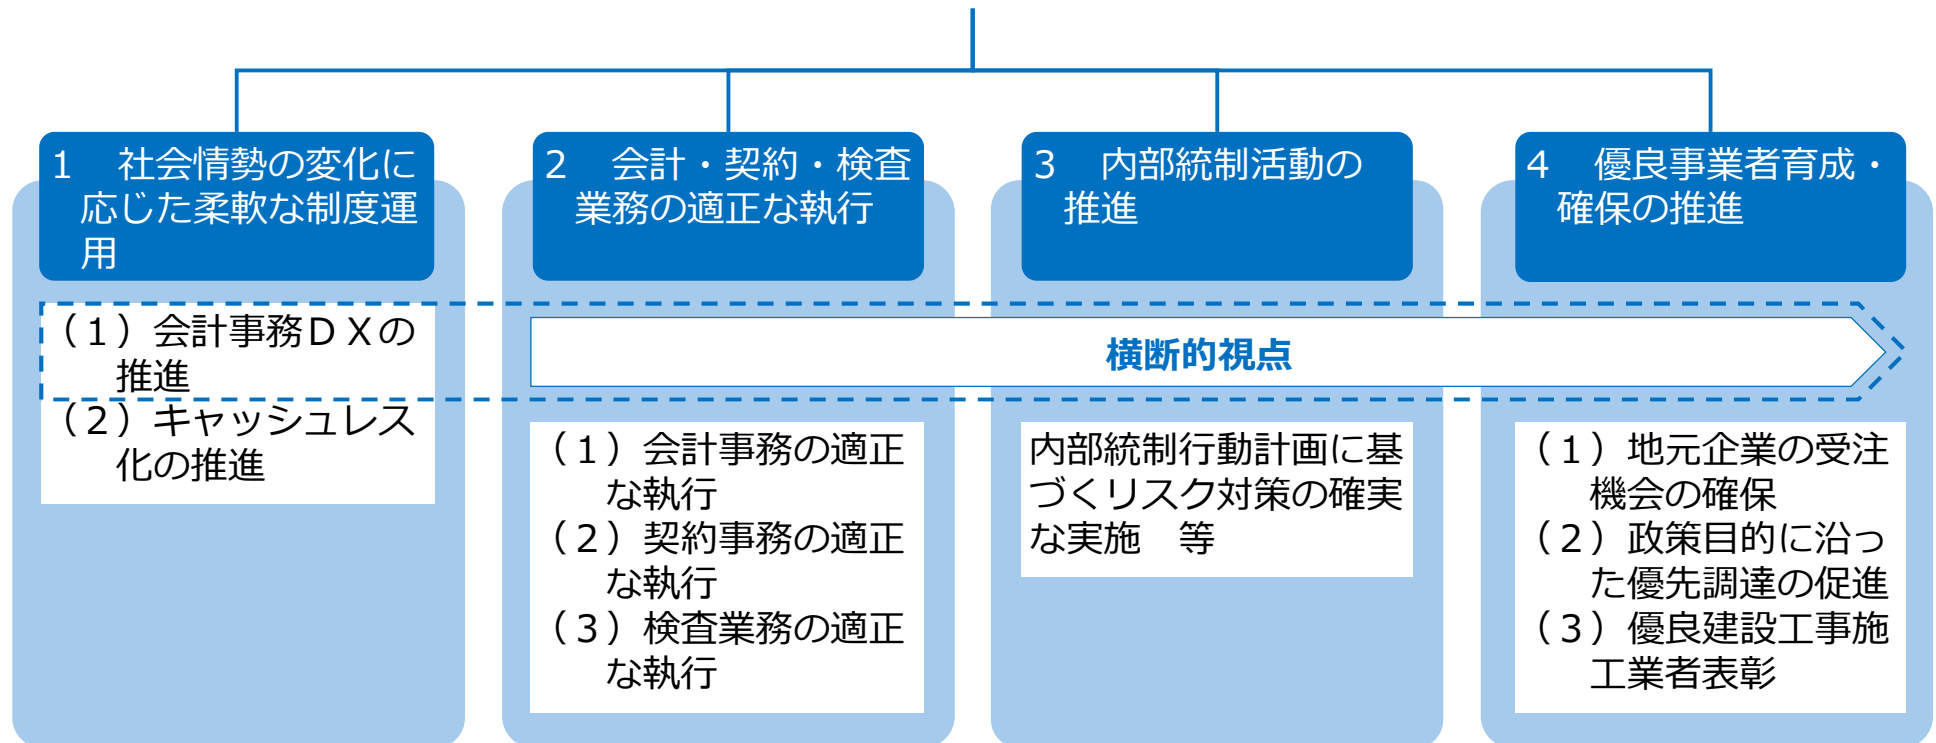 1　社会情勢の変化に
応じた柔軟な制度運
用
(1)会計事務ＤＸの
推進
(2)キャッシュレス
化の推進
2　会計・契約・検査
業務の適正な執行
横断的視点
(1)会計事務の適正
な執行
(2)契約事務の適正
な執行
(3)検査業務の適正
な執行
3　内部統制活動の
推進
内部統制行動計画に基
づくリスク対策の確実
な実施　等
4　優良事業者育成・
確保の推進
(1)地元企業の受注
機会の確保
(2)政策目的に沿っ
た優先調達の促進
(3)優良建設工事施
工業者表彰